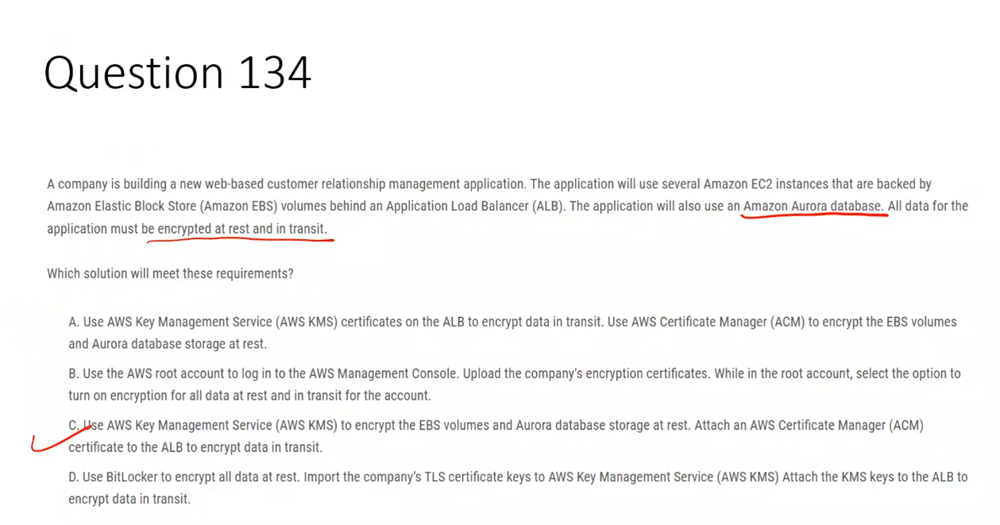 Question 134
A company is building a new web-based customer relationship management application. The application will use several Amazon EC2 instances that are backed by
Amazon Elastic Block Store (Amazon EBS) volumes behind an Application Load Balancer (ALB). The application will also use an Amazon Aurora database. All data for the
application must be encrypted at rest and in transit.
Which solution will meet these requirements?
A. Use AWS Key Management Service (AWS KMS) certificates on the ALB to encrypt data in transit. Use AWS Certificate Manager (ACM) to encrypt the EBS volumes
and Aurora database storage at rest.
B. Use the AWS root account to log in to the AWS Management Console. Upload the company's encryption certificates. While in the root account, select the option to
turn on encryption for all data at rest and in transit for the account.
C. Use AWS Key Management Service (AWS KMS) to encrypt the EBS volumes and Aurora database storage at rest. Attach an AWS Certificate Manager (ACM)
certificate to the ALB to encrypt data in transit.
D. Use BitLocker to encrypt all data at rest. Import the company's TLS certificate keys to AWS Key Management Service (AWS KMS) Attach the KMS keys to the ALB to
encrypt data in transit.